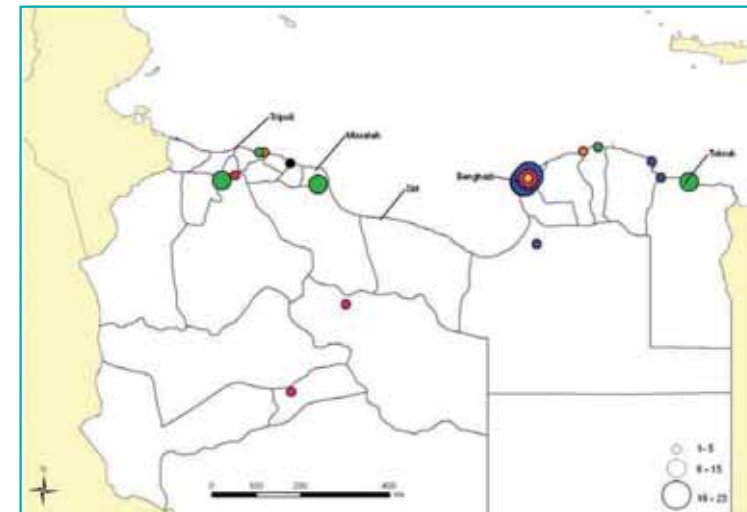 Tripoli
Misratah
Benghazi
Tobruk
Sirt
N
1 - 5
6 - 15
16 - 23
0 100 200 400